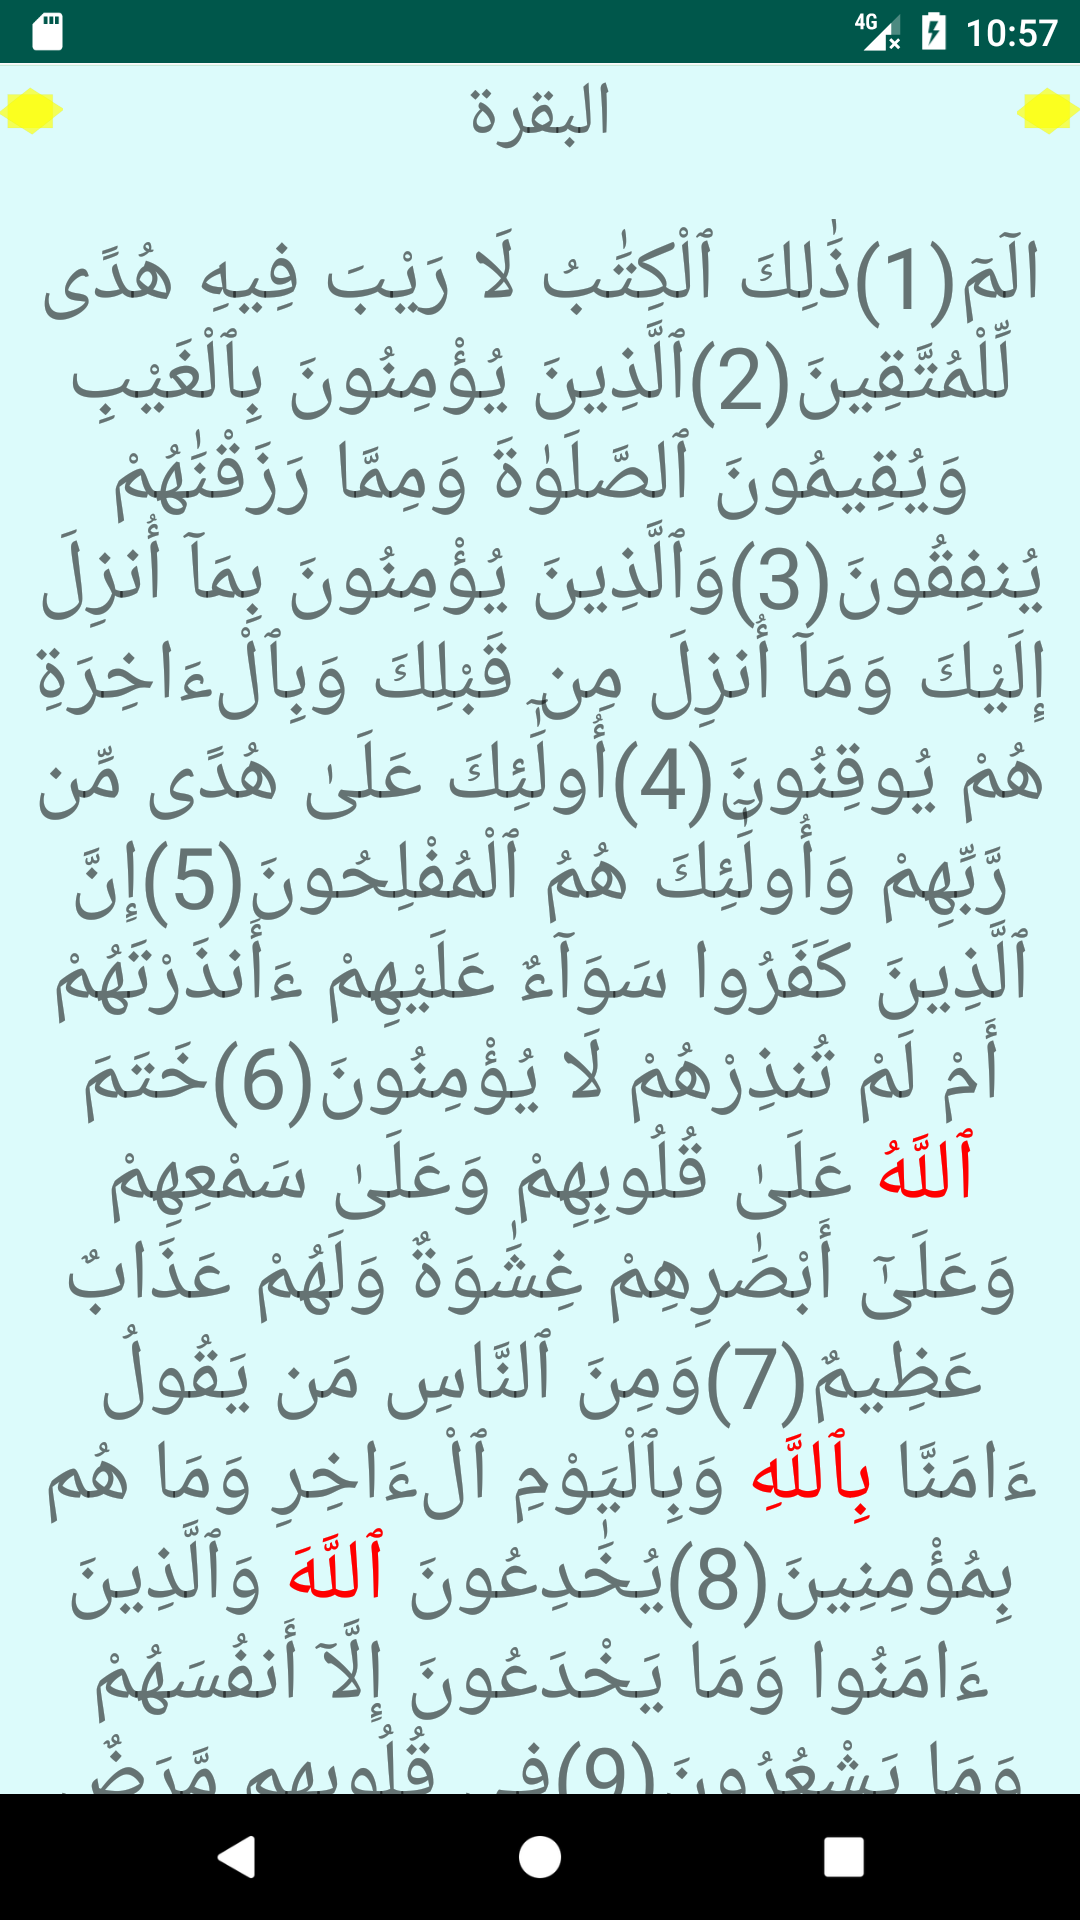 4G 10:57
البقرة
الٓمٓ(1)ذَٰلِكَ ٱلْكِتَٰبُ لَا رَيْبَ فِيهِ هُدًى
لِّلْمُتَّقِينَ(2)ٱلَّذِينَ يُؤْمِنُونَ بِٱلْغَيْبِ
وَيُقِيمُونَ ٱلصَّلَوٰةَ وَمِمَّا رَزَقْنَٰهُمْ
يُنفِقُونَ(3)وَٱلَّذِينَ يُؤْمِنُونَ بِمَآ أُنزِلَ
إِلَيْكَ وَمَآ أُنزِلَ مِن قَبْلِكَ وَبِٱلْءَاخِرَةِ
هُمْ يُوقِنُونَ(4)أُولَٰٓئِكَ عَلَىٰ هُدًى مِّن
رَّبِّهِمْ وَأُولَٰٓئِكَ هُمُ ٱلْمُفْلِحُونَ(5)إِنَّ
ٱلَّذِينَ كَفَرُوا سَوَآءٌ عَلَيْهِمْ ءَأَنذَرْتَهُمْ
أَمْ لَمْ تُنذِرْهُمْ لَا يُؤْمِنُونَ(6)خَتَمَ
ٱللَّهُ عَلَىٰ قُلُوبِهِمْ وَعَلَىٰ سَمْعِهِمْ
وَعَلَىٰٓ أَبْصَٰرِهِمْ غِشَٰوَةٌ وَلَهُمْ عَذَابٌ
عَظِيمٌ(7)وَمِنَ ٱلنَّاسِ مَن يَقُولُ
ءَامَنَّا بِٱللَّهِ وَبِٱلْيَوْمِ ٱلْءَاخِرِ وَمَا هُم
بِمُؤْمِنِينَ(8)يُخَٰدِعُونَ ٱللَّهَ وَٱلَّذِينَ
ءَامَنُوا وَمَا يَخْدَعُونَ إِلَّآ أَنفُسَهُمْ
وَمَا يَشْعُرُونَ(9)فِى قُلُوبِهِم مَّرَضٌ